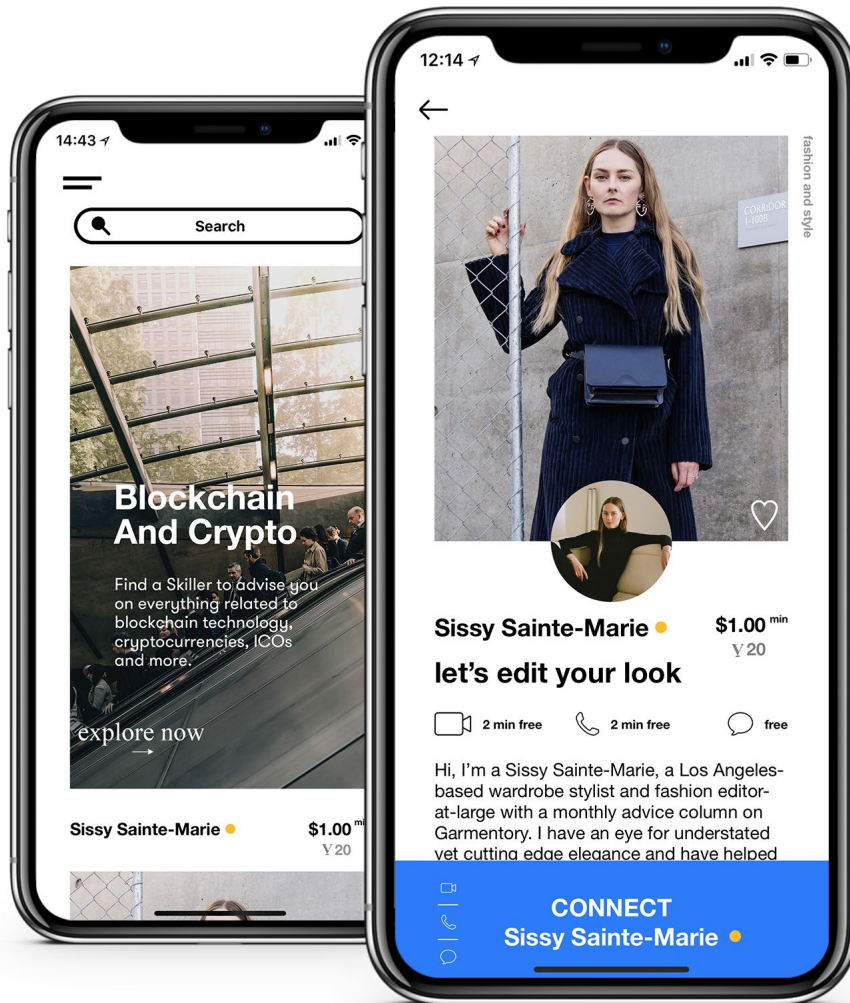 14:43
Search
Blockchain
And Crypto
Find a Skiller to advise you
on everything related to
blockchain technology,
cryptocurrencies, ICOs
and more.
explore now
Sissy Sainte-Marie
$1.00
Y 20
12:14
fashion and style
CORRIDOR
1-100B
Sissy Sainte-Marie
$1.00 min
Y 20
let’s edit your look
2 min free
2 min free
free
Hi, I’m a Sissy Sainte-Marie, a Los Angeles-
based wardrobe stylist and fashion editor-
at-large with a monthly advice column on
Garmentory. I have an eye for understated
yet cutting edge elegance and have helped
CONNECT
Sissy Sainte-Marie